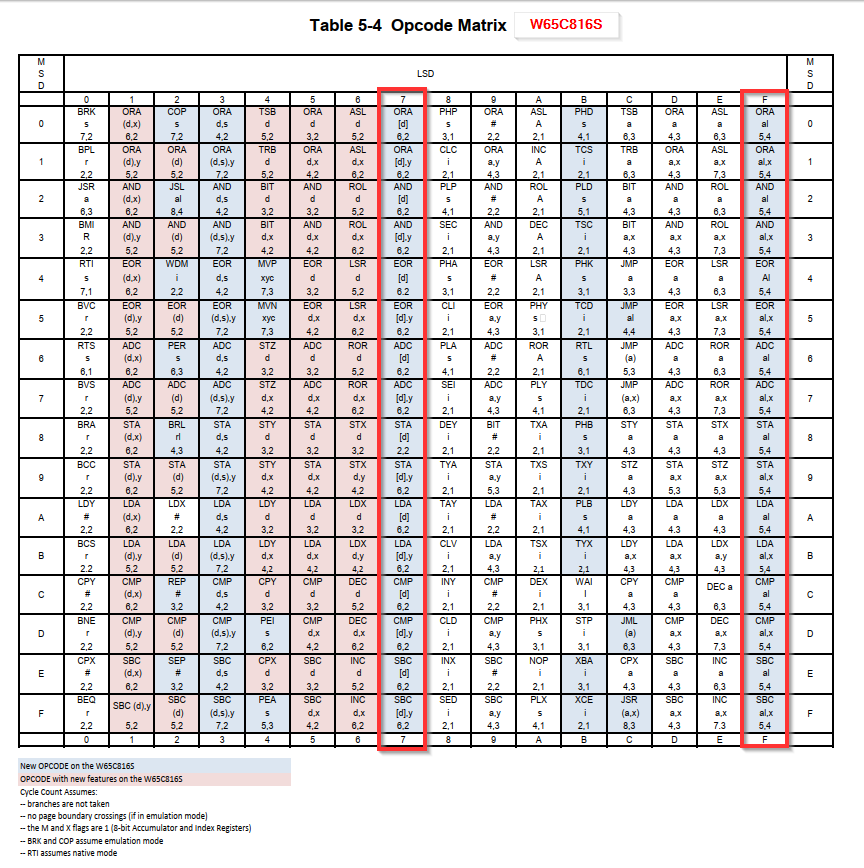 Table 5-4 Opcode Matrix W65C816S
M S D LSD M S D
0 1 2 3 4 5 6 7 8 9 A B C D E F
BRK ORA COP ORA TSB ORA ASL ORA PHP ORA ASL PHD TSB ORA ASL ORA
0 s (d,x) s d,s d d d [d] s # A s a a a al 0
7,2 6,2 7,2 4,2 5,2 3,2 5,2 6,2 3,1 2,2 2,1 4,1 6,3 4,3 6,3 5,4
BPL ORA ORA ORA TRB ORA ASL ORA CLC ORA INC TCS TRB ORA ASL ORA
1 r (d),y (d) (d,s),y d d,x d,x [d],y i a,y A i a a,x a,x al,x 1
2,2 5,2 5,2 7,2 5,2 4,2 6,2 6,2 2,1 4,3 2,1 2,1 6,3 4,3 7,3 5,4
JSR AND JSL AND BIT AND ROL AND PLP AND ROL PLD BIT AND ROL AND
2 a (d,x) al d,s d d d [d] s # A s a a a al 2
6,3 6,2 8,4 4,2 3,2 3,2 5,2 6,2 4,1 2,2 2,1 5,1 4,3 4,3 6,3 5,4
BMI AND AND AND BIT AND ROL AND SEC AND DEC TSC BIT AND ROL AND
3 R (d),y (d) (d,s),y d,x d,x d,x [d],y i a,y A i a,x a,x a,x al,x 3
2,2 5,2 5,2 7,2 4,2 4,2 6,2 6,2 2,1 4,3 2,1 2,1 4,3 4,3 7,3 5,4
RTI EOR WDM EOR MVP EOR LSR EOR PHA EOR LSR PHK JMP EOR LSR EOR
4 s (d,x) i d,s xyc d d [d] s # A s a a a Al 4
7,1 6,2 2,2 4,2 7,3 3,2 5,2 6,2 3,1 2,2 2,1 3,1 3,3 4,3 6,3 5,4
BVC EOR EOR EOR MVN EOR LSR EOR CLI EOR PHY TCD JMP EOR LSR EOR
5 r (d),y (d) (d,s),y xyc d,x d,x [d],y i a,y s i al a,x a,x al,x 5
2,2 5,2 5,2 7,2 7,3 4,2 6,2 6,2 2,1 4,3 3,1 2,1 4,4 4,3 7,3 5,4
RTS ADC PER ADC STZ ADC ROR ADC PLA ADC ROR RTL JMP ADC ROR ADC
6 s (d,x) s d,s d d d [d] s # A s (a) a a al 6
6,1 6,2 6,3 4,2 3,2 3,2 5,2 6,2 4,1 2,2 2,1 6,1 5,3 4,3 6,3 5,4
BVS ADC ADC ADC STZ ADC ROR ADC SEI ADC PLY TDC JMP ADC ROR ADC
7 r (d),y (d) (d,s),y d,x d,x d,x [d],y i a,y s i (a,x) a,x a,x al,x 7
2,2 5,2 5,2 7,2 4,2 4,2 6,2 6,2 2,1 4,3 4,1 2,1 6,3 4,3 7,3 5,4
BRA STA BRL STA STY STA STX STA DEY BIT TXA PHB STY STA STX STA
8 r (d,x) rl d,s d d d [d] i # i s a a a al 8
2,2 6,2 4,3 4,2 3,2 3,2 3,2 2,2 2,1 2,2 2,1 3,1 4,3 4,3 4,3 5,4
BCC STA STA STA STY STA STX STA TYA STA TXS TXY STZ STA STZ STA
9 r (d),y (d) (d,s),y d,x d,x d,y [d],y i a,y i i a a,x a,x al,x 9
2,2 6,2 5,2 7,2 4,2 4,2 4,2 6,2 2,1 5,3 2,1 2,1 4,3 5,3 5,3 5,4
LDY LDA LDX LDA LDY LDA LDX LDA TAY LDA TAX PLB LDY LDA LDX LDA
A # (d,x) # d,s d d d [d] i # i s a a a al A
2,2 6,2 2,2 4,2 3,2 3,2 3,2 6,2 2,1 2,2 2,1 4,1 4,3 4,3 4,3 5,4
BCS LDA LDA LDA LDY LDA LDX LDA CLV LDA TSX TYX LDY LDA LDX LDA
B r (d),y (d) (d,s),y d,x d,x d,y [d],y i a,y i i a,x a,x a,y al,x B
2,2 5,2 5,2 7,2 4,2 4,2 4,2 6,2 2,1 4,3 2,1 2,1 4,3 4,3 4,3 5,4
CPY CMP REP CMP CPY CMP DEC CMP INY CMP DEX WAI CPY CMP DEC a CMP
C # (d,x) # d,s d d d [d] i # i I a a al C
2,2 6,2 3,2 4,2 3,2 3,2 5,2 6,2 2,1 2,2 2,1 3,1 4,3 4,3 6,3 5,4
BNE CMP CMP CMP PEI CMP DEC CMP CLD CMP PHX STP JML CMP DEC CMP
D r (d),y (d) (d,s),y s d,x d,x [d],y i a,y s i (a) a,x a,x al,x D
2,2 5,2 5,2 7,2 6,2 4,2 6,2 6,2 2,1 4,3 3,1 3,1 6,3 4,3 7,3 5,4
CPX SBC SEP SBC CPX SBC INC SBC INX SBC NOP XBA CPX SBC INC SBC
E # (d,x) # d,s d d d [d] i # i i a a a al E
2,2 6,2 3,2 4,2 3,2 3,2 5,2 6,2 2,1 2,2 2,1 3,1 4,3 4,3 6,3 5,4
BEQ SBC (d),y SBC SBC PEA SBC INC SBC SED SBC PLX XCE JSR SBC INC SBC
F r (d) (d,s),y s d,x d,x [d],y i a,y s i (a,x) a,x a,x al,x F
2,2 5,2 5,2 7,2 5,3 4,2 6,2 6,2 2,1 4,3 4,1 2,1 8,3 4,3 7,3 5,4
0 1 2 3 4 5 6 7 8 9 A B C D E F
New OPCODE on the W65C816S
OPCODE with new features on the W65C816S
Cycle Count Assumes:
-- branches are not taken
-- no page boundary crossings (if in emulation mode)
-- the M and X flags are 1 (8-bit Accumulator and Index Registers)
-- BRK and COP assume emulation mode
-- RTI assumes native mode